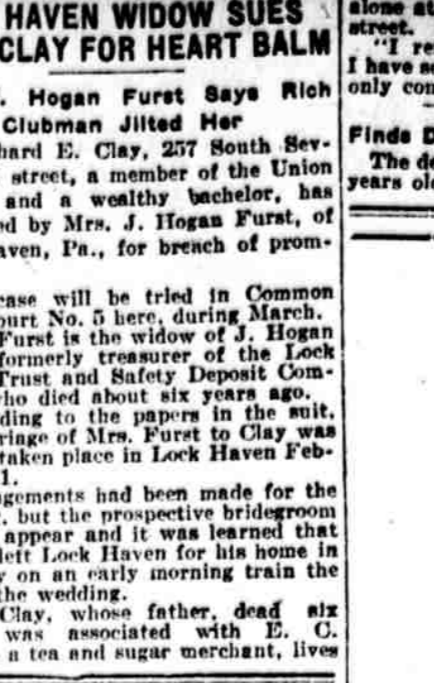 HAVEN WIDOW SUES
CLAY FOR HEART BALM
. Hogan Furst Says Rich
Clubman Jilted Her
hard E. Clay, 257 South Sev-
street, a member of the Union
and a wealthy bachelor, has
ed by Mrs. J. Hogan Furst, of
aven, Pa., for breach of prom-
case will be tried in Common
ourt No. 5 here, during March.
Furst is the widow of J. Hogan
formerly treasurer of the Lock
Trust and Safety Deposit Com-
ho died about six years ago.
ding to the papers in the suit,
riage of Mrs. Furst to Clay was
taken place in Lock Haven Feb-
1.
ngements had been made for the
, but the prospective bridegroom
appear and it was learned that
left Lock Haven for his home in
y on an early morning train the
the wedding.
Clay, whose father, dead six
was associated with E. C.
a tea and sugar merchant, lives
alone at
street.
"I re
I have se
only con
Finds D
The de
years old